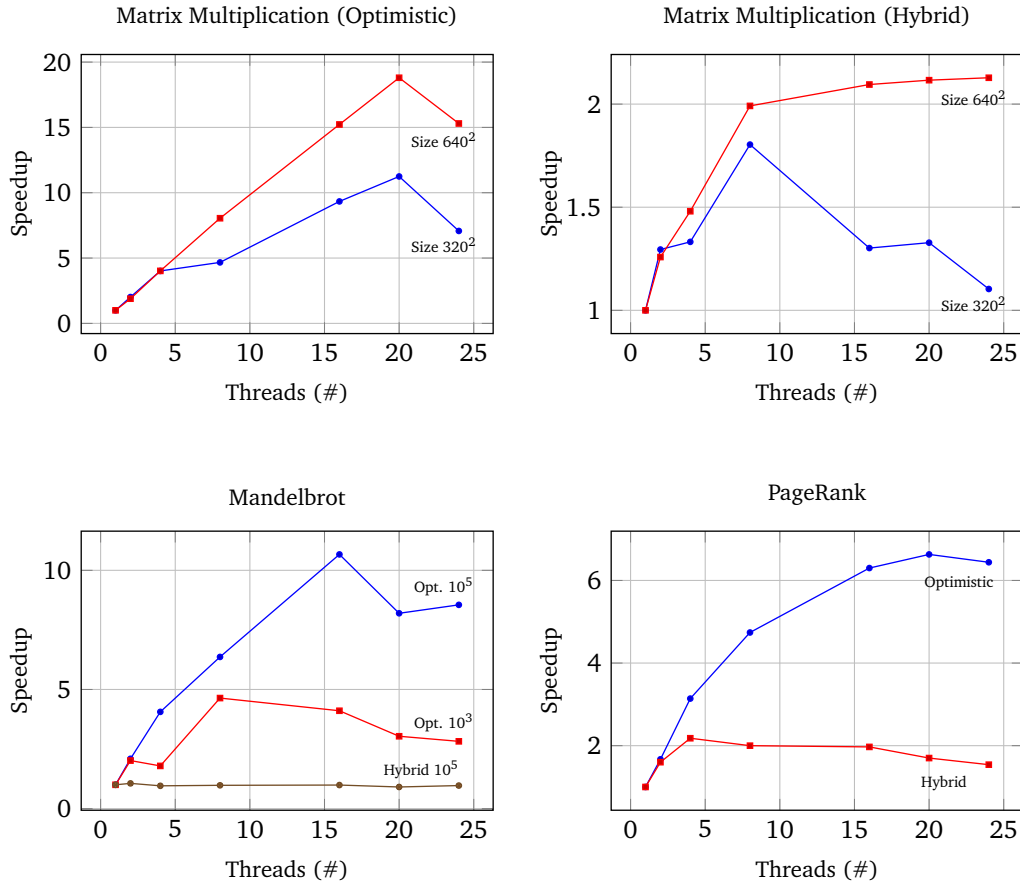 Matrix Multiplication (Optimistic)
20
15
10
5
0
Speedup
Size 640²
Size 320²
0 5 10 15 20 25
Threads (#)
Matrix Multiplication (Hybrid)
2
1.5
1
Speedup
Size 640²
Size 320²
0 5 10 15 20 25
Threads (#)
Mandelbrot
10
5
0
Speedup
Opt. 10⁵
Opt. 10³
Hybrid 10⁵
0 5 10 15 20 25
Threads (#)
PageRank
6
4
2
Speedup
Optimistic
Hybrid
0 5 10 15 20 25
Threads (#)